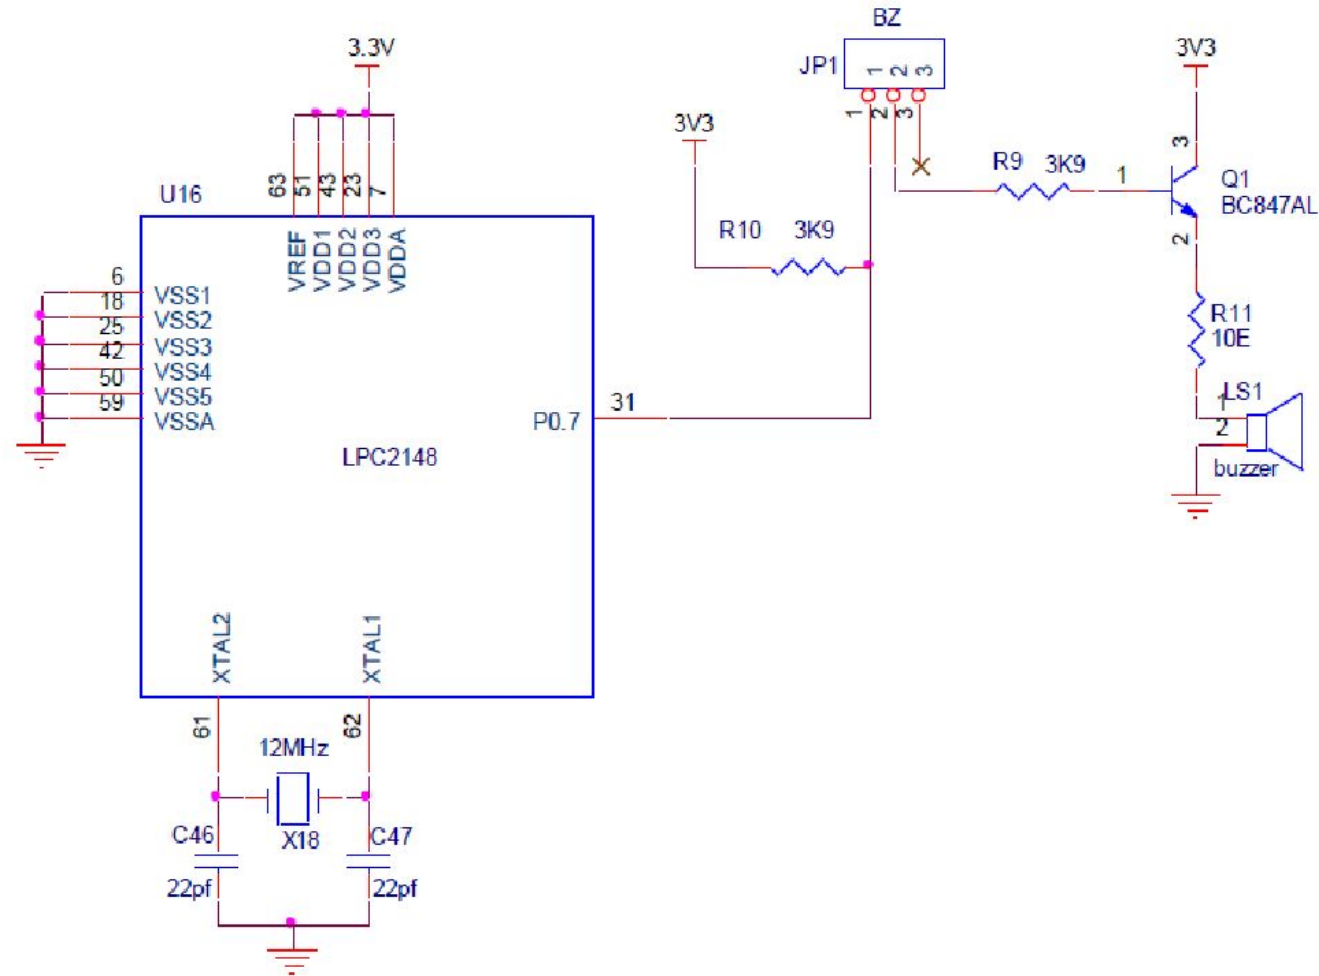 BZ
3.3V
JP1
1 2 3
3V3
1 2 3
3V3
3
R9 3K9
1
Q1
BC847AL
2
63 51 43 23 7
U16
R10 3K9
VREF VDD1 VDD2 VDD3 VDDA
6 VSS1
18 VSS2
25 VSS3
42 VSS4
50 VSS5
59 VSSA
R11
10E
LS1
1
2
buzzer
P0.7 31
LPC2148
XTAL2 XTAL1
61 62
12MHz
X18
C46 C47
22pf 22pf